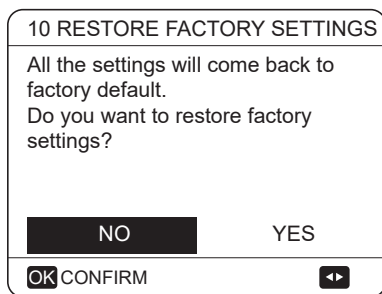 10 RESTORE FACTORY SETTINGS
All the settings will come back to
factory default.
Do you want to restore factory
settings?
NO YES
OK CONFIRM